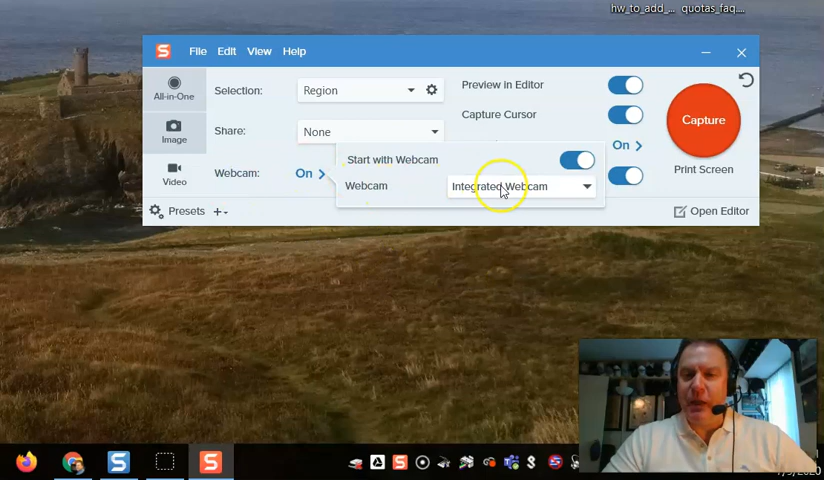 hw_to_add_... quotas_faq....
S File Edit View Help
All-in-One
Image
Video
Selection: Region
Share: None
Webcam: On
Preview in Editor
Capture Cursor
On
Start with Webcam
Webcam Integrated Webcam
Capture
Print Screen
Presets
Open Editor